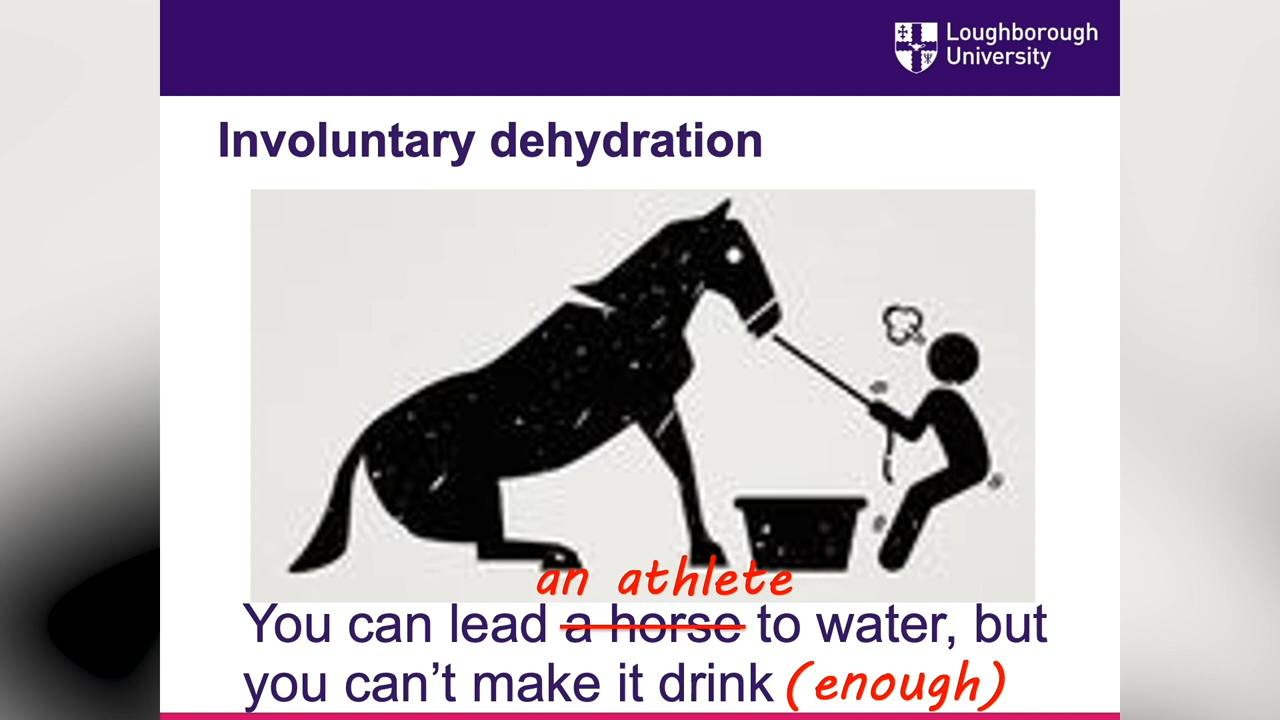 Loughborough
University
Involuntary dehydration
an athlete
You can lead a horse to water, but
you can't make it drink (enough)